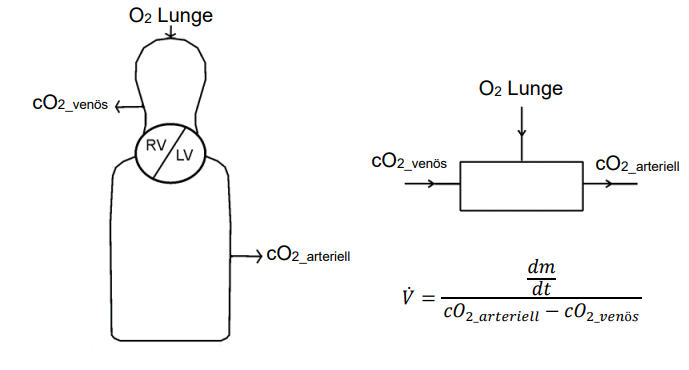 O2 Lunge
cO2_venös
RV
LV
cO2_arteriell
O2 Lunge
cO2_venös
cO2_arteriell
V̇ = dm/dt / cO2_arteriell − cO2_venös